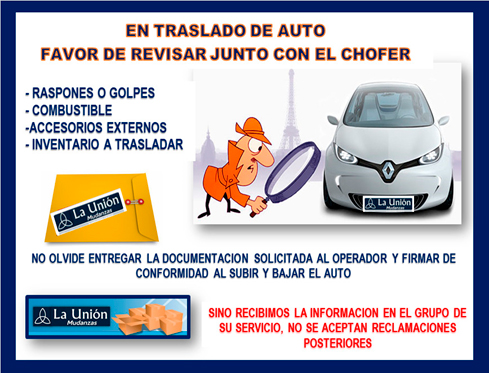 EN TRASLADO DE AUTO
FAVOR DE REVISAR JUNTO CON EL CHOFER
- RASPONES O GOLPES
- COMBUSTIBLE
-ACCESORIOS EXTERNOS
- INVENTARIO A TRASLADAR
La Unión
Mudanzas
La Unión
Mudanzas
NO OLVIDE ENTREGAR LA DOCUMENTACION SOLICITADA AL OPERADOR Y FIRMAR DE
CONFORMIDAD AL SUBIR Y BAJAR EL AUTO
La Unión
Mudanzas
SINO RECIBIMOS LA INFORMACION EN EL GRUPO DE
SU SERVICIO, NO SE ACEPTAN RECLAMACIONES
POSTERIORES